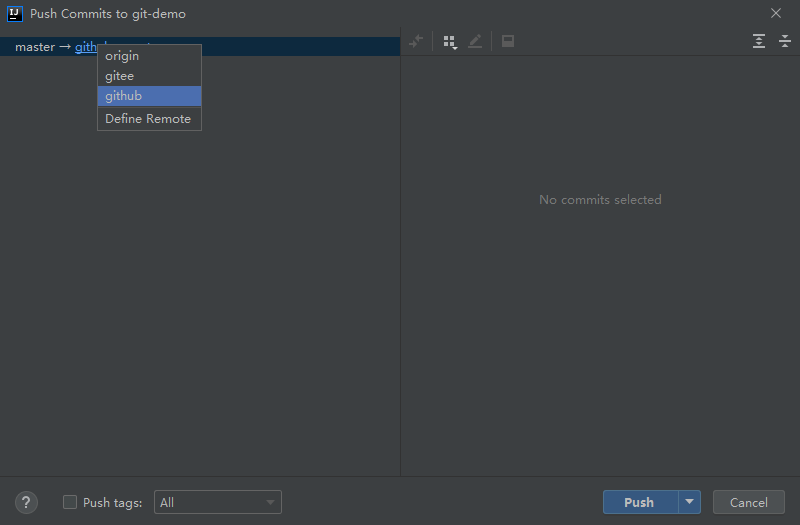 IJ
Push Commits to git-demo
master → gith
origin
gitee
github
Define Remote
No commits selected
?
Push tags:
All
Push
Cancel